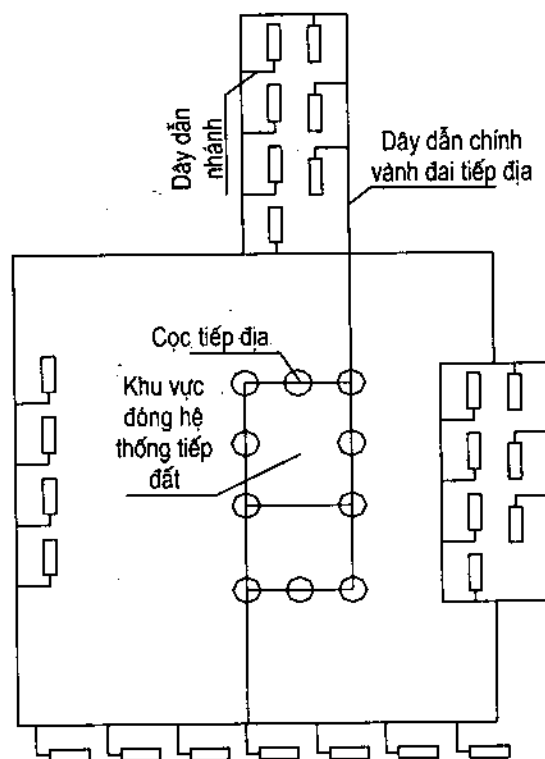 Dây dẫn
nhánh
Dây dẫn chính
vành đai tiếp địa
Cọc tiếp địa
Khu vực
đóng hệ
thống tiếp
đất